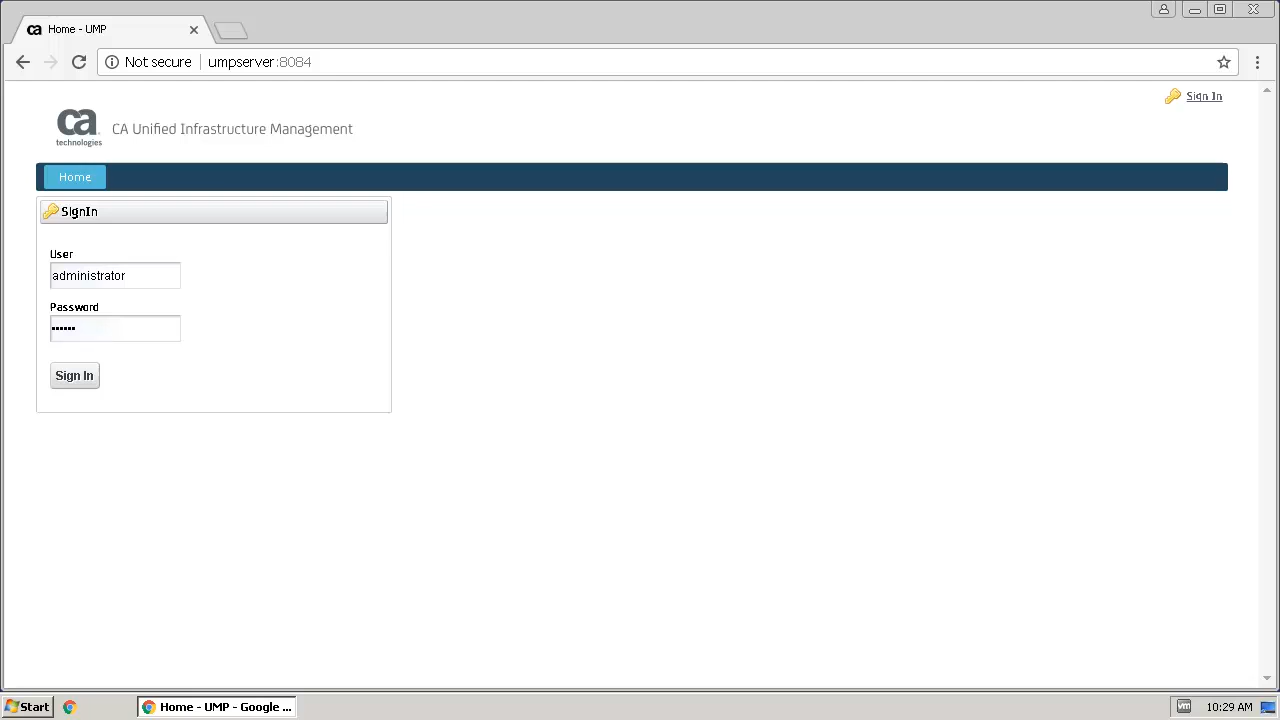 Home - UMP
Not secure umpserver:8084
Sign In
ca
technologies
CA Unified Infrastructure Management
Home
SignIn
User
administrator
Password
••••••
Sign In
Start
Home - UMP - Google ...
vm
10:29 AM